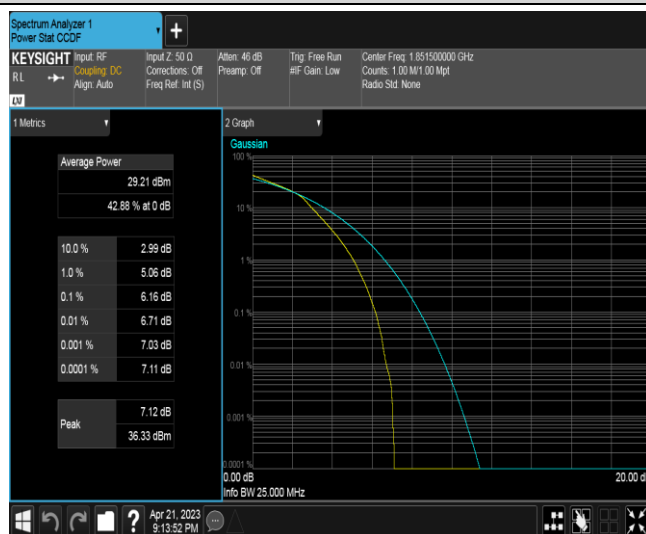 Spectrum Analyzer 1
Power Stat CCDF
KEYSIGHT
RL
LXI
Input: RF
Coupling: DC
Align: Auto
Input Z: 50 Ω
Corrections: Off
Freq Ref: Int (S)
Atten: 46 dB
Preamp: Off
Trig: Free Run
#IF Gain: Low
Center Freq: 1.851500000 GHz
Counts: 1.00 M/1.00 Mpt
Radio Std: None
1 Metrics
Average Power
29.21 dBm
42.88 % at 0 dB
10.0 % 2.99 dB
1.0 % 5.06 dB
0.1 % 6.16 dB
0.01 % 6.71 dB
0.001 % 7.03 dB
0.0001 % 7.11 dB
Peak
7.12 dB
36.33 dBm
2 Graph
Gaussian
100 %
10 %
1 %
0.1 %
0.01 %
0.001 %
0.0001 %
0.00 dB
20.00 d
Info BW 25.000 MHz
?
Apr 21, 2023
9:13:52 PM